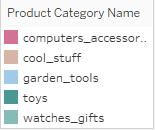 Product Category Name
computers_accessor..
cool_stuff
garden_tools
toys
watches_gifts